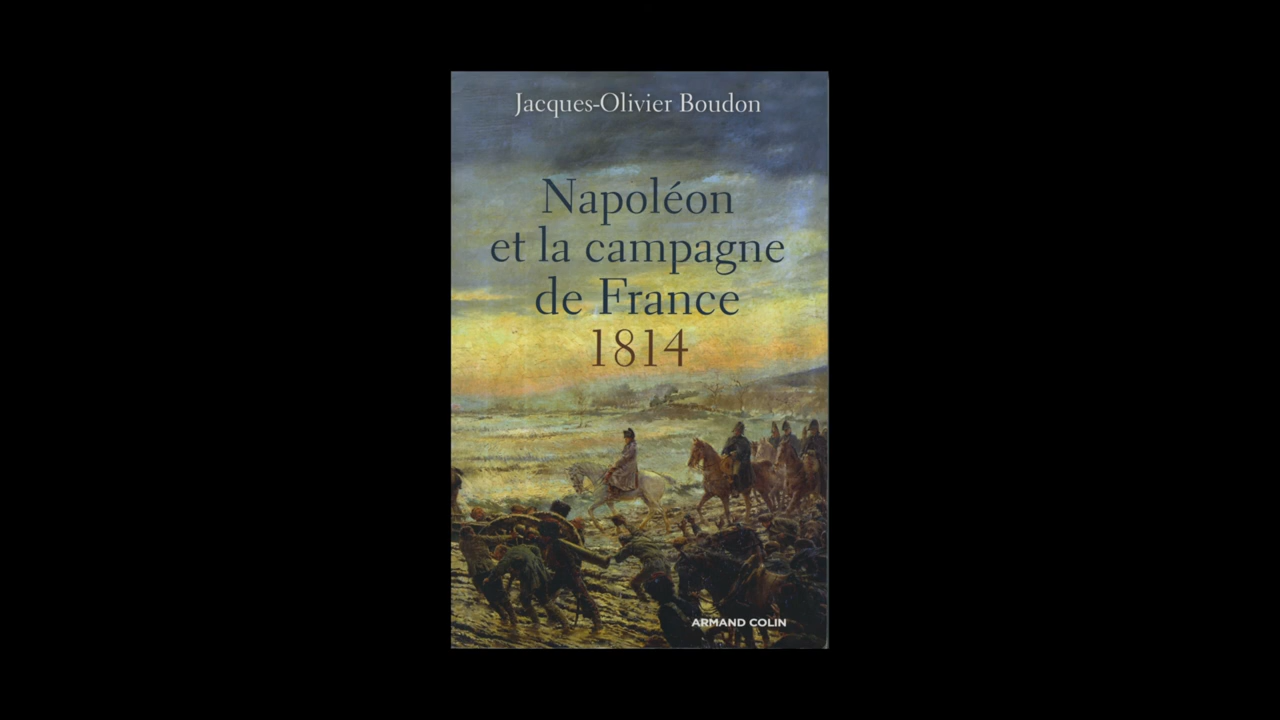 Jacques-Olivier Boudon
Napoléon
et la campagne
de France
1814
ARMAND COLIN